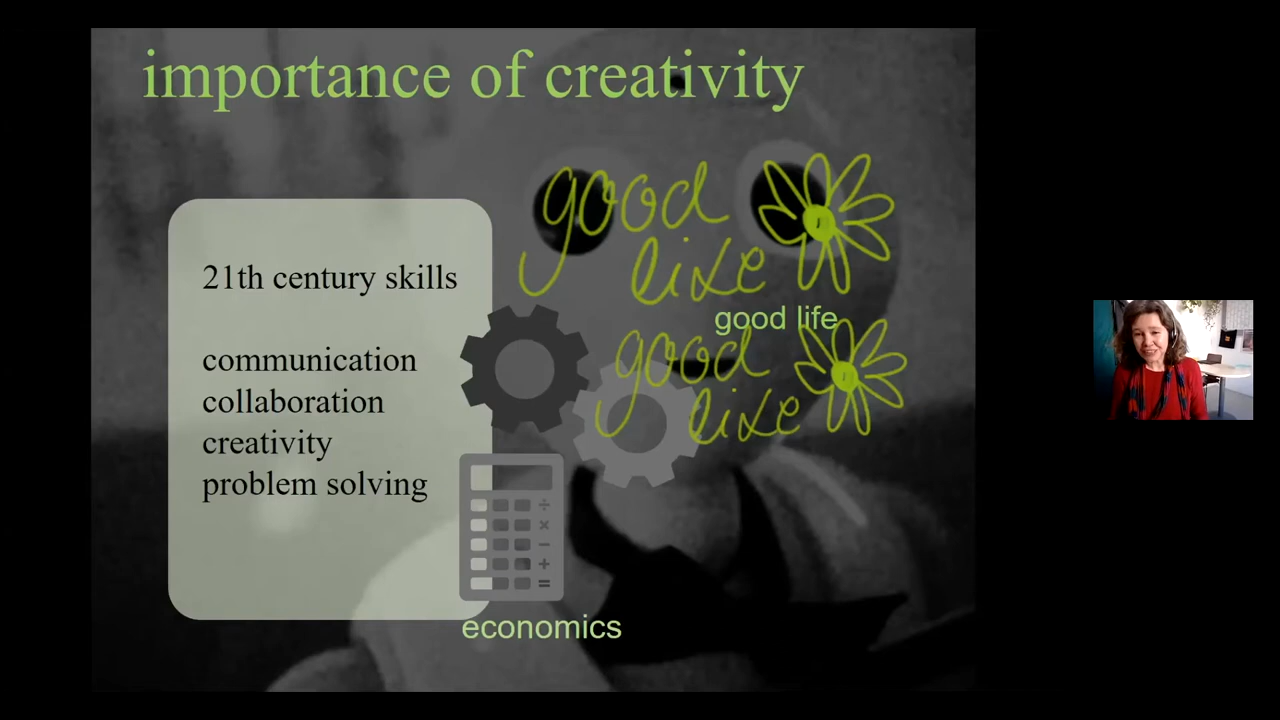 importance of creativity
21th century skills
communication
collaboration
creativity
problem solving
good
life
good life
good
life
÷
×
−
+
=
economics